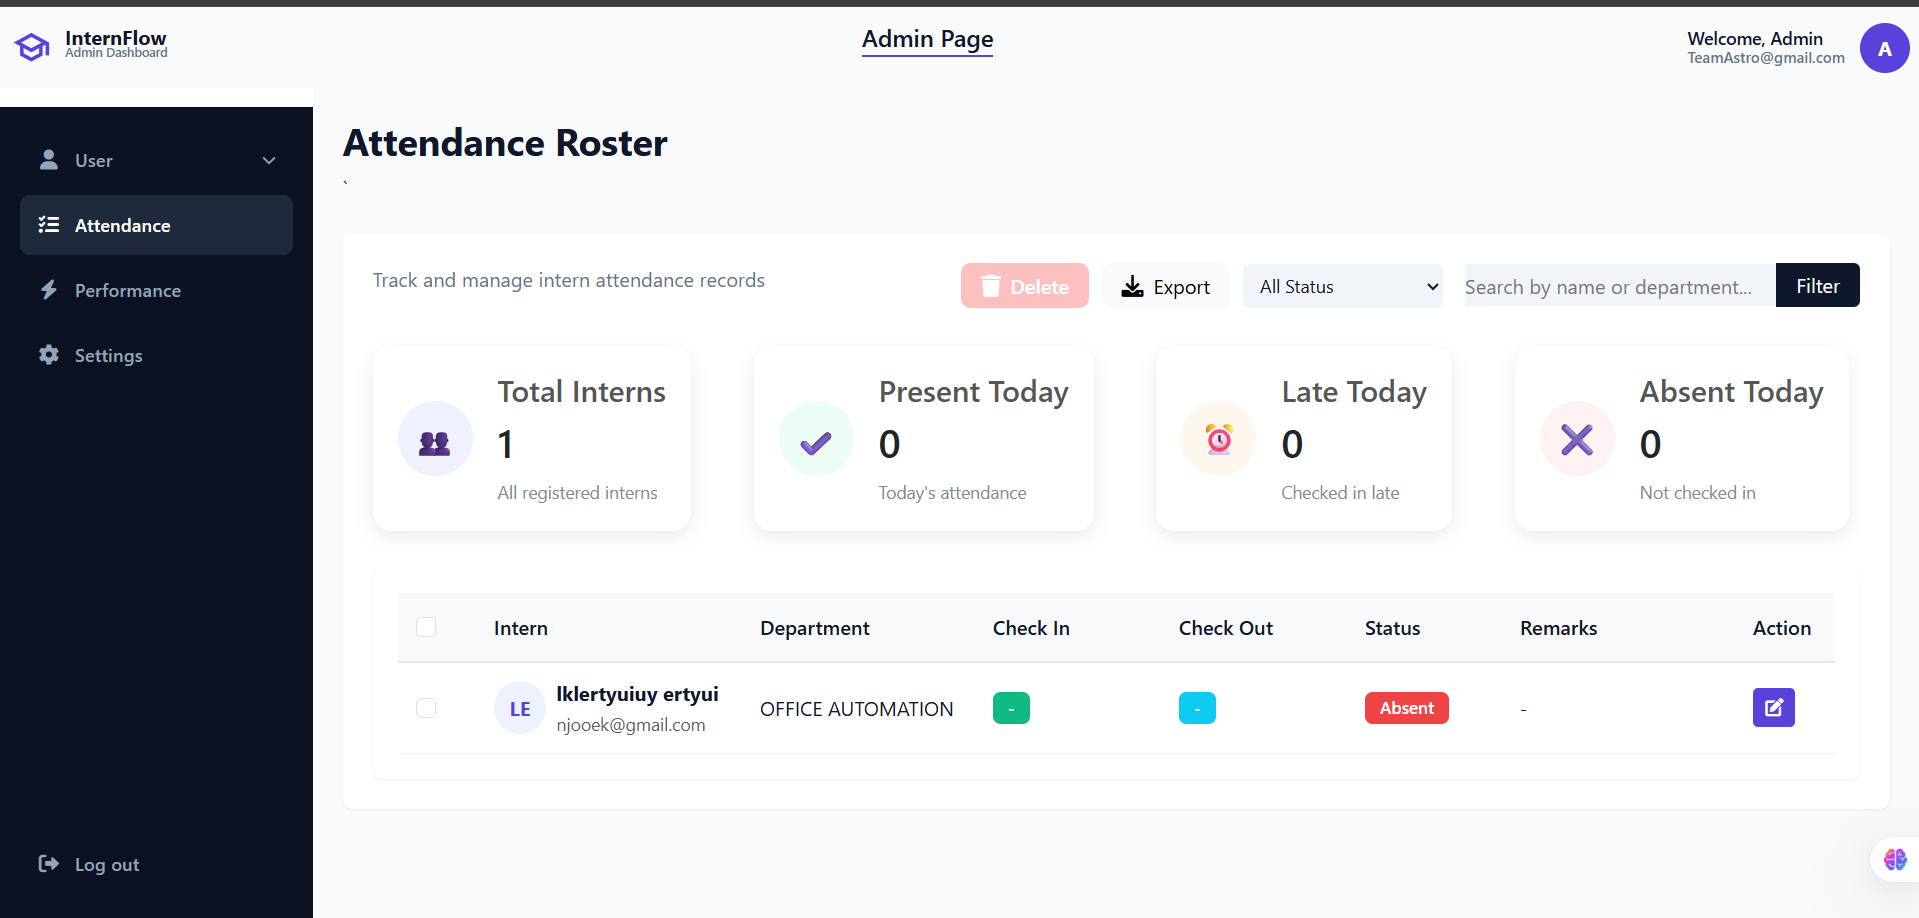 InternFlow
Admin Dashboard
Admin Page
Welcome, Admin
TeamAstro@gmail.com
A
User
Attendance
Performance
Settings
Log out
Attendance Roster
`
Track and manage intern attendance records
Delete
Export
All Status
Search by name or department...
Filter
Total Interns
1
All registered interns
Present Today
0
Today's attendance
Late Today
0
Checked in late
Absent Today
0
Not checked in
Intern Department Check In Check Out Status Remarks Action
LE
lklertyuiuy ertyui
njooek@gmail.com
OFFICE AUTOMATION
-
-
Absent
-